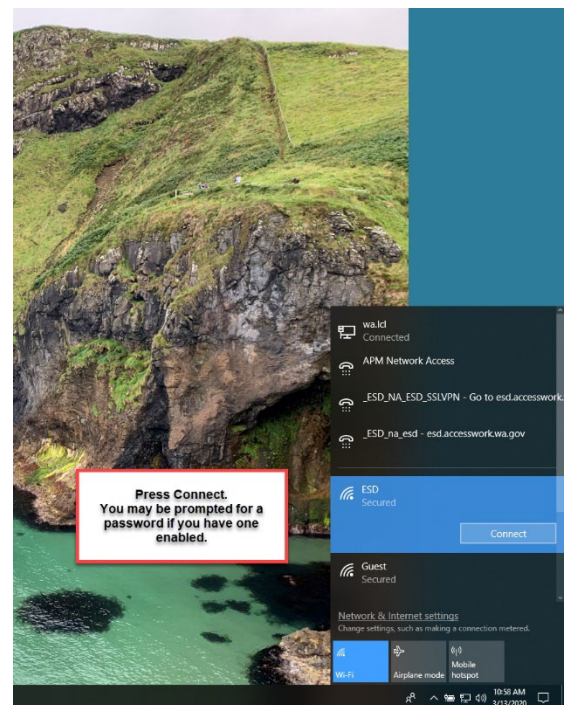 wa.lcl
Connected
APM Network Access
_ESD_NA_ESD_SSLVPN - Go to esd.accesswork.
_ESD_na_esd - esd.accesswork.wa.gov
ESD
Secured
Connect
Press Connect.
You may be prompted for a
password if you have one
enabled.
Guest
Secured
Network & Internet settings
Change settings, such as making a connection metered.
Wi-Fi
Airplane mode
Mobile
hotspot
10:58 AM
3/13/2020